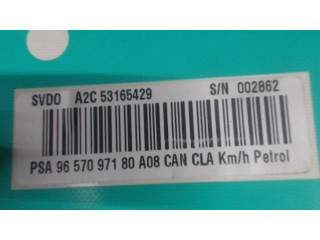 SVDO A2C 53165429 S/N 002862
PSA 96 570 971 80 A08 CAN CLA Km/h Petrol